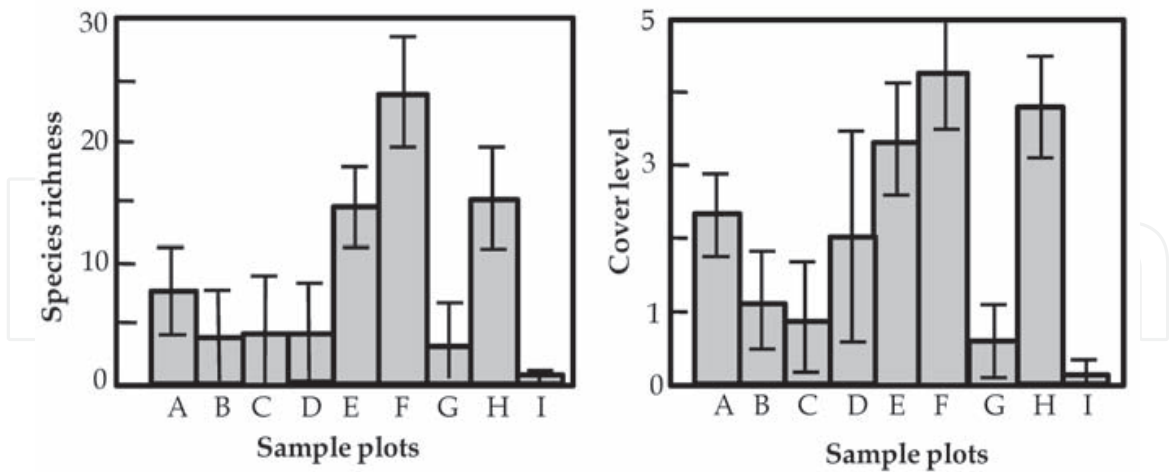 Species richness
30
20
10
0
A B C D E F G H I
Sample plots
Cover level
5
3
1
0
A B C D E F G H I
Sample plots